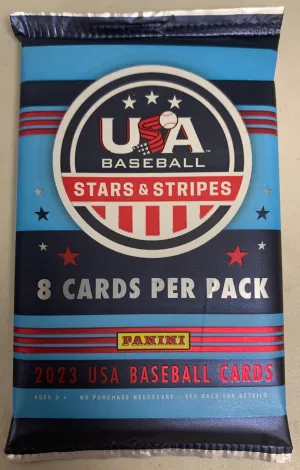 USA
BASEBALL
STARS & STRIPES
8 CARDS PER PACK
PANINI
2023 USA BASEBALL CARDS
AGES 9+ NO PURCHASE NECESSARY - SEE BACK FOR DETAILS